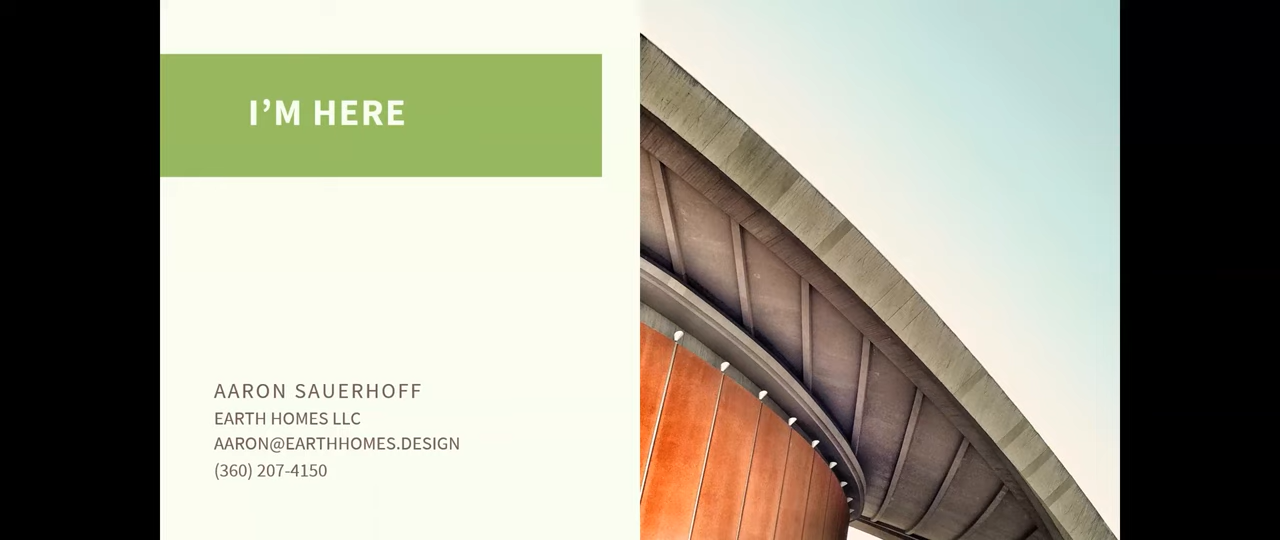 I’M HERE
AARON SAUERHOFF
EARTH HOMES LLC
AARON@EARTHHOMES.DESIGN
(360) 207-4150